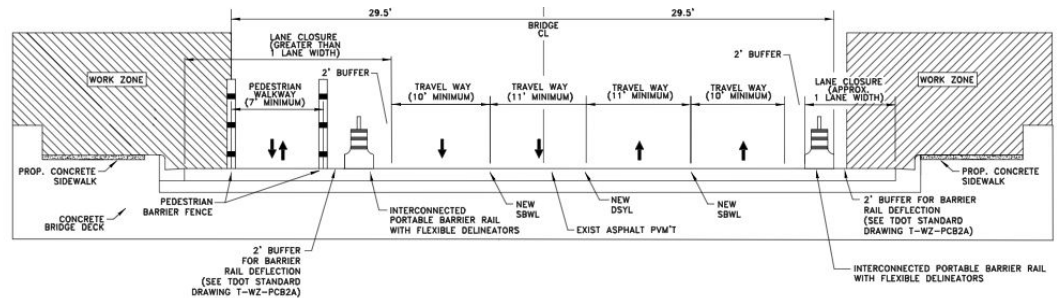 29.5' 29.5'
BRIDGE
CL
LANE CLOSURE
(GREATER THAN
1 LANE WIDTH)
2' BUFFER
2' BUFFER
LANE CLOSURE
(APPROX.
1 LANE WIDTH)
WORK ZONE
WORK ZONE
PEDESTRIAN
WALKWAY
(7' MINIMUM)
TRAVEL WAY
(10' MINIMUM)
TRAVEL WAY
(11' MINIMUM)
TRAVEL WAY
(11' MINIMUM)
TRAVEL WAY
(10' MINIMUM)
PROP. CONCRETE
SIDEWALK
CONCRETE
BRIDGE DECK
PEDESTRIAN
BARRIER FENCE
2' BUFFER
FOR BARRIER
RAIL DEFLECTION
(SEE TDOT STANDARD
DRAWING T-WZ-PCB2A)
INTERCONNECTED
PORTABLE BARRIER RAIL
WITH FLEXIBLE DELINEATORS
NEW
SBWL
EXIST ASPHALT PVM'T
NEW
DSYL
NEW
SBWL
PROP. CONCRETE
SIDEWALK
2' BUFFER FOR BARRIER
RAIL DEFLECTION
(SEE TDOT STANDARD
DRAWING T-WZ-PCB2A)
INTERCONNECTED PORTABLE BARRIER RAIL
WITH FLEXIBLE DELINEATORS